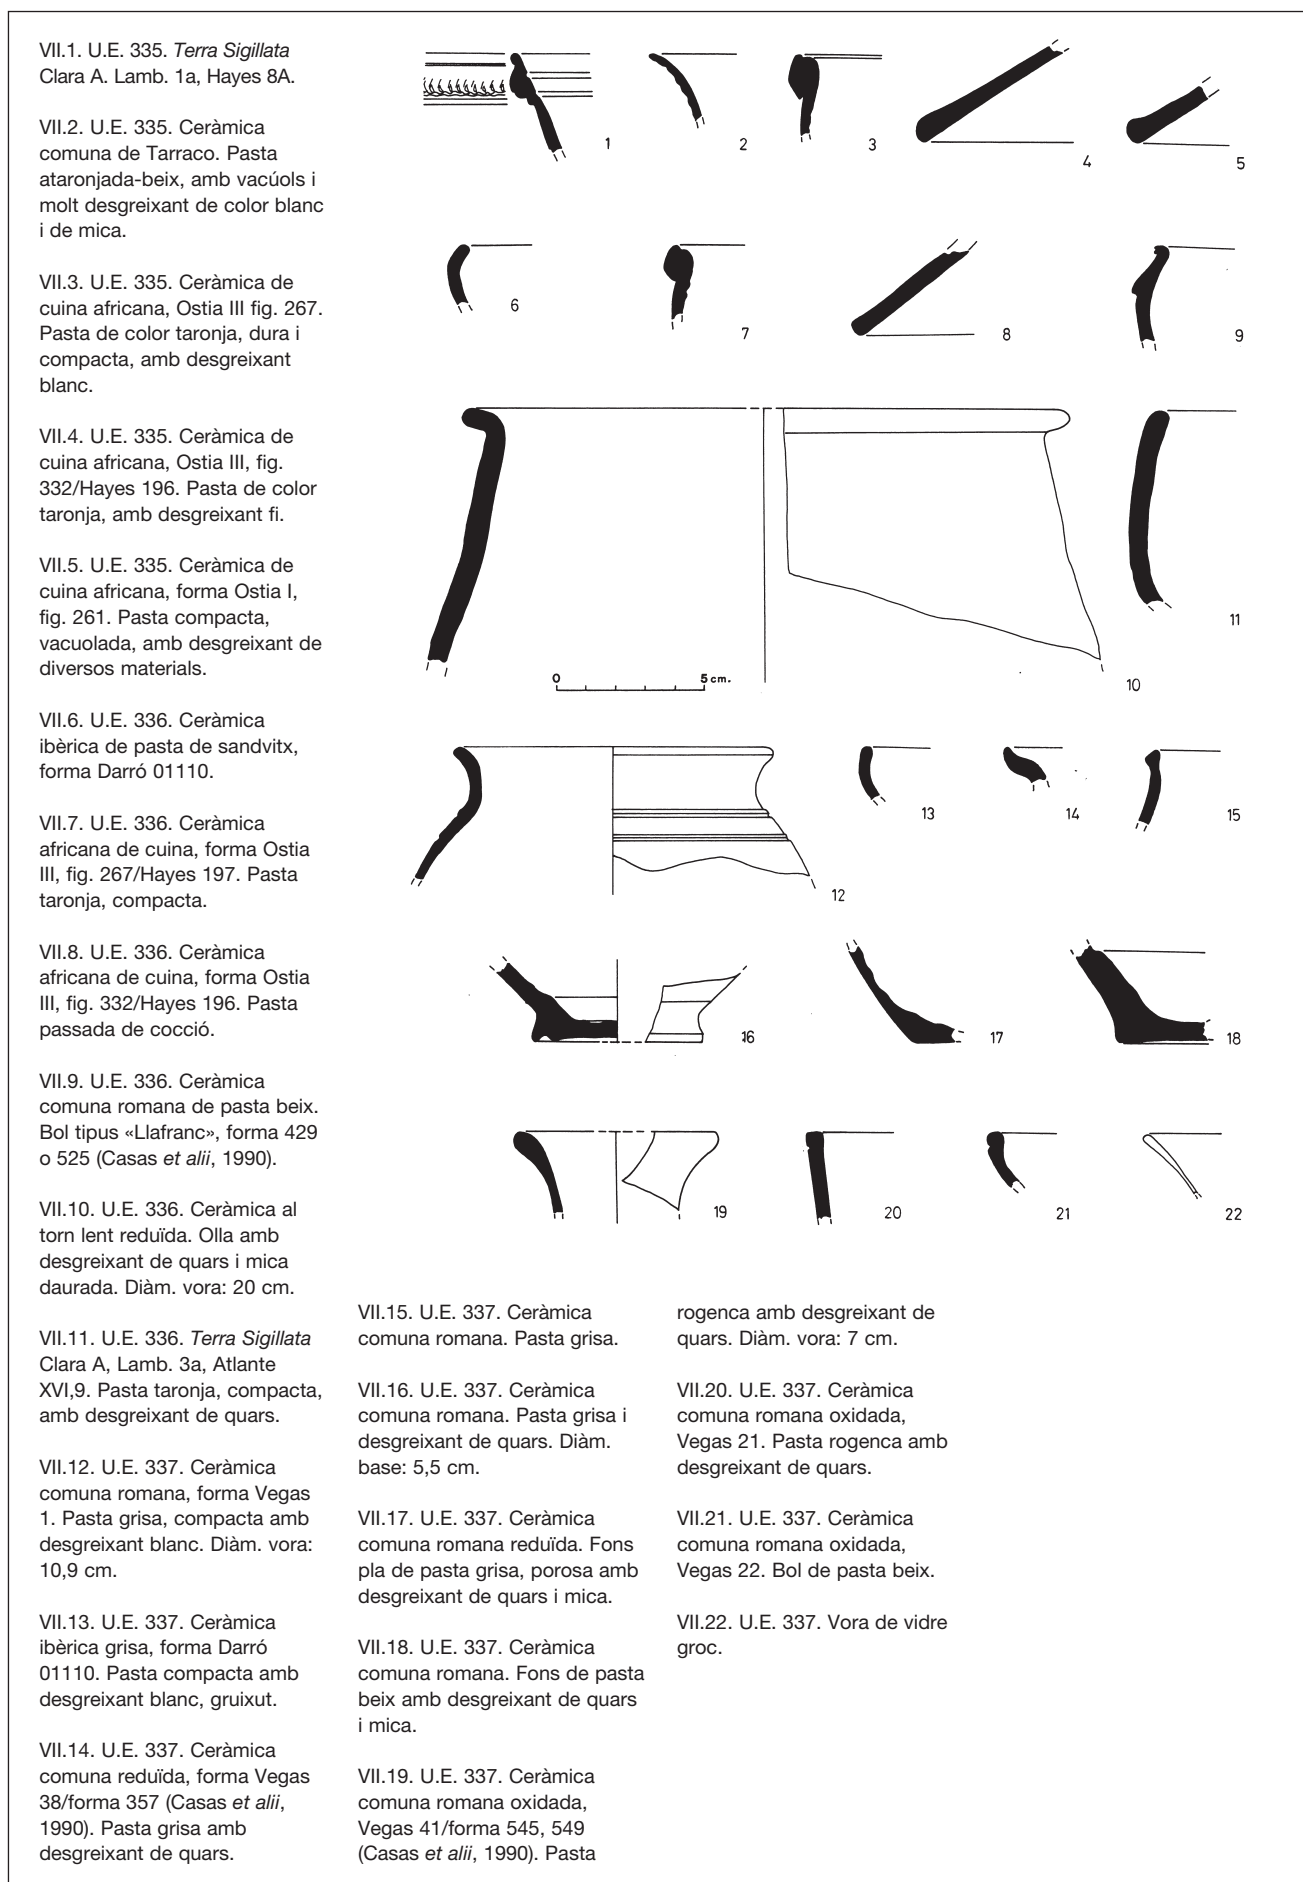 VII.1. U.E. 335. Terra Sigillata
Clara A. Lamb. 1a, Hayes 8A.
VII.2. U.E. 335. Ceràmica
comuna de Tarraco. Pasta
ataronjada-beix, amb vacúols i
molt desgreixant de color blanc
i de mica.
VII.3. U.E. 335. Ceràmica de
cuina africana, Ostia III fig. 267.
Pasta de color taronja, dura i
compacta, amb desgreixant
blanc.
VII.4. U.E. 335. Ceràmica de
cuina africana, Ostia III, fig.
332/Hayes 196. Pasta de color
taronja, amb desgreixant fi.
VII.5. U.E. 335. Ceràmica de
cuina africana, forma Ostia I,
fig. 261. Pasta compacta,
vacuolada, amb desgreixant de
diversos materials.
VII.6. U.E. 336. Ceràmica
ibèrica de pasta de sandvitx,
forma Darró 01110.
VII.7. U.E. 336. Ceràmica
africana de cuina, forma Ostia
III, fig. 267/Hayes 197. Pasta
taronja, compacta.
VII.8. U.E. 336. Ceràmica
africana de cuina, forma Ostia
III, fig. 332/Hayes 196. Pasta
passada de cocció.
VII.9. U.E. 336. Ceràmica
comuna romana de pasta beix.
Bol tipus «Llafranc», forma 429
o 525 (Casas et alii, 1990).
VII.10. U.E. 336. Ceràmica al
torn lent reduïda. Olla amb
desgreixant de quars i mica
daurada. Diàm. vora: 20 cm.
VII.11. U.E. 336. Terra Sigillata
Clara A, Lamb. 3a, Atlante
XVI,9. Pasta taronja, compacta,
amb desgreixant de quars.
VII.12. U.E. 337. Ceràmica
comuna romana, forma Vegas
1. Pasta grisa, compacta amb
desgreixant blanc. Diàm. vora:
10,9 cm.
VII.13. U.E. 337. Ceràmica
ibèrica grisa, forma Darró
01110. Pasta compacta amb
desgreixant blanc, gruixut.
VII.14. U.E. 337. Ceràmica
comuna reduïda, forma Vegas
38/forma 357 (Casas et alii,
1990). Pasta grisa amb
desgreixant de quars.
1 2 3 4 5
6 7 8 9
11
0 5 cm.
10
13 14 15
12
16 17 18
19 20 21 22
VII.15. U.E. 337. Ceràmica
comuna romana. Pasta grisa.
VII.16. U.E. 337. Ceràmica
comuna romana. Pasta grisa i
desgreixant de quars. Diàm.
base: 5,5 cm.
VII.17. U.E. 337. Ceràmica
comuna romana reduïda. Fons
pla de pasta grisa, porosa amb
desgreixant de quars i mica.
VII.18. U.E. 337. Ceràmica
comuna romana. Fons de pasta
beix amb desgreixant de quars
i mica.
VII.19. U.E. 337. Ceràmica
comuna romana oxidada,
Vegas 41/forma 545, 549
(Casas et alii, 1990). Pasta
rogenca amb desgreixant de
quars. Diàm. vora: 7 cm.
VII.20. U.E. 337. Ceràmica
comuna romana oxidada,
Vegas 21. Pasta rogenca amb
desgreixant de quars.
VII.21. U.E. 337. Ceràmica
comuna romana oxidada,
Vegas 22. Bol de pasta beix.
VII.22. U.E. 337. Vora de vidre
groc.